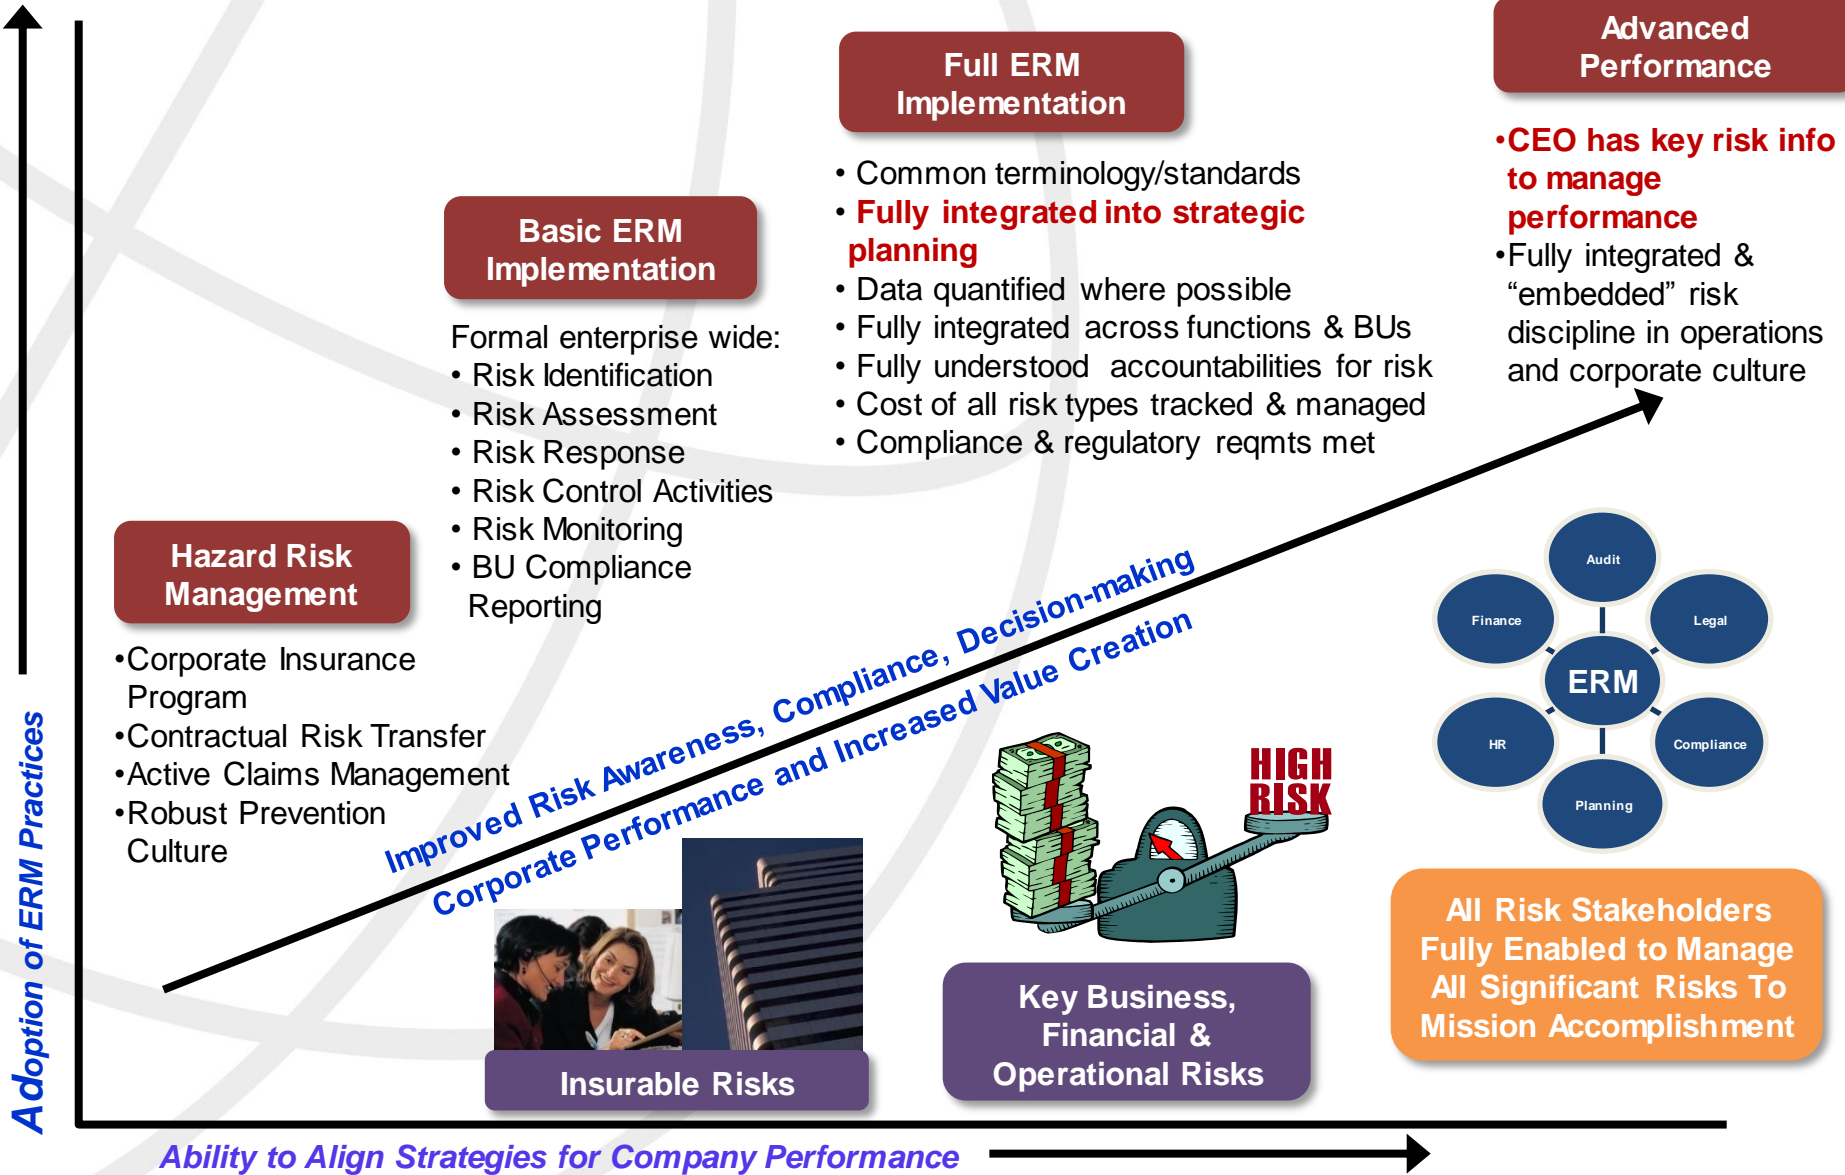 Advanced
Performance
•CEO has key risk info
to manage
performance
•Fully integrated &
“embedded” risk
discipline in operations
and corporate culture
Full ERM
Implementation
• Common terminology/standards
• Fully integrated into strategic
planning
• Data quantified where possible
• Fully integrated across functions & BUs
• Fully understood accountabilities for risk
• Cost of all risk types tracked & managed
• Compliance & regulatory reqmts met
Basic ERM
Implementation
Formal enterprise wide:
• Risk Identification
• Risk Assessment
• Risk Response
• Risk Control Activities
• Risk Monitoring
• BU Compliance
Reporting
Hazard Risk
Management
•Corporate Insurance
Program
•Contractual Risk Transfer
•Active Claims Management
•Robust Prevention
Culture
Improved Risk Awareness, Compliance, Decision-making
Corporate Performance and Increased Value Creation
Audit
Finance
Legal
ERM
HR
Compliance
Planning
HIGH
RISK
All Risk Stakeholders
Fully Enabled to Manage
All Significant Risks To
Mission Accomplishment
Key Business,
Financial &
Operational Risks
Insurable Risks
Adoption of ERM Practices
Ability to Align Strategies for Company Performance